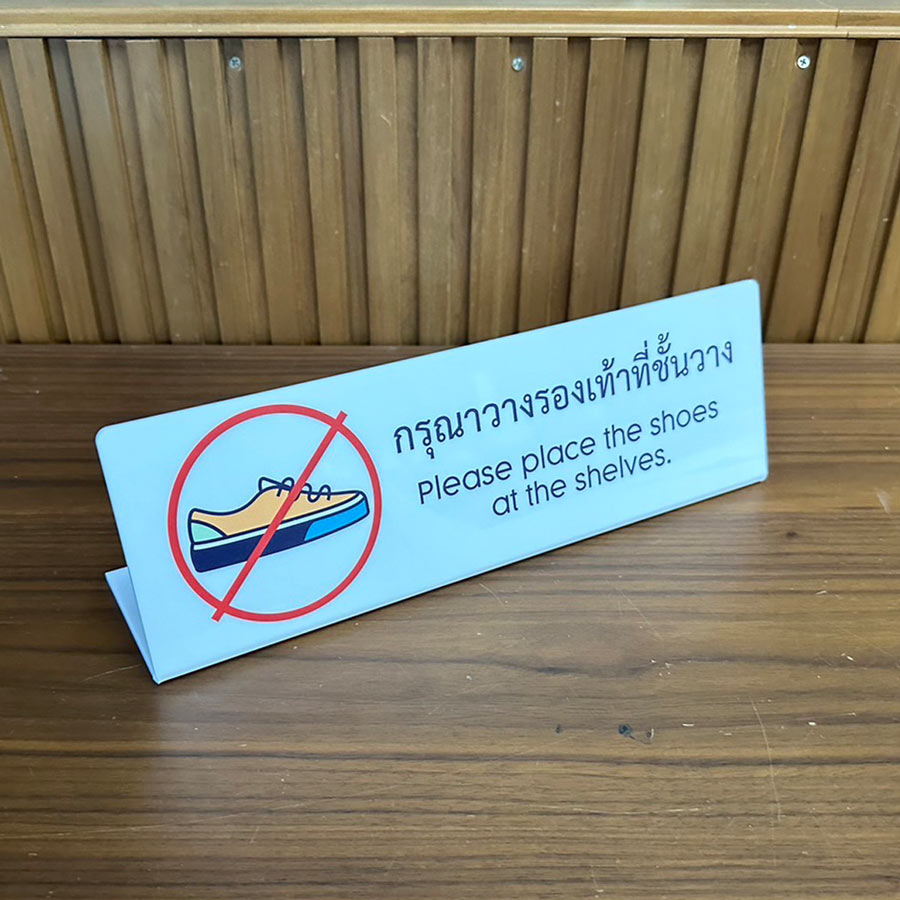 กรุณาวางรองเท้าที่ชั้นวาง
Please place the shoes
at the shelves.